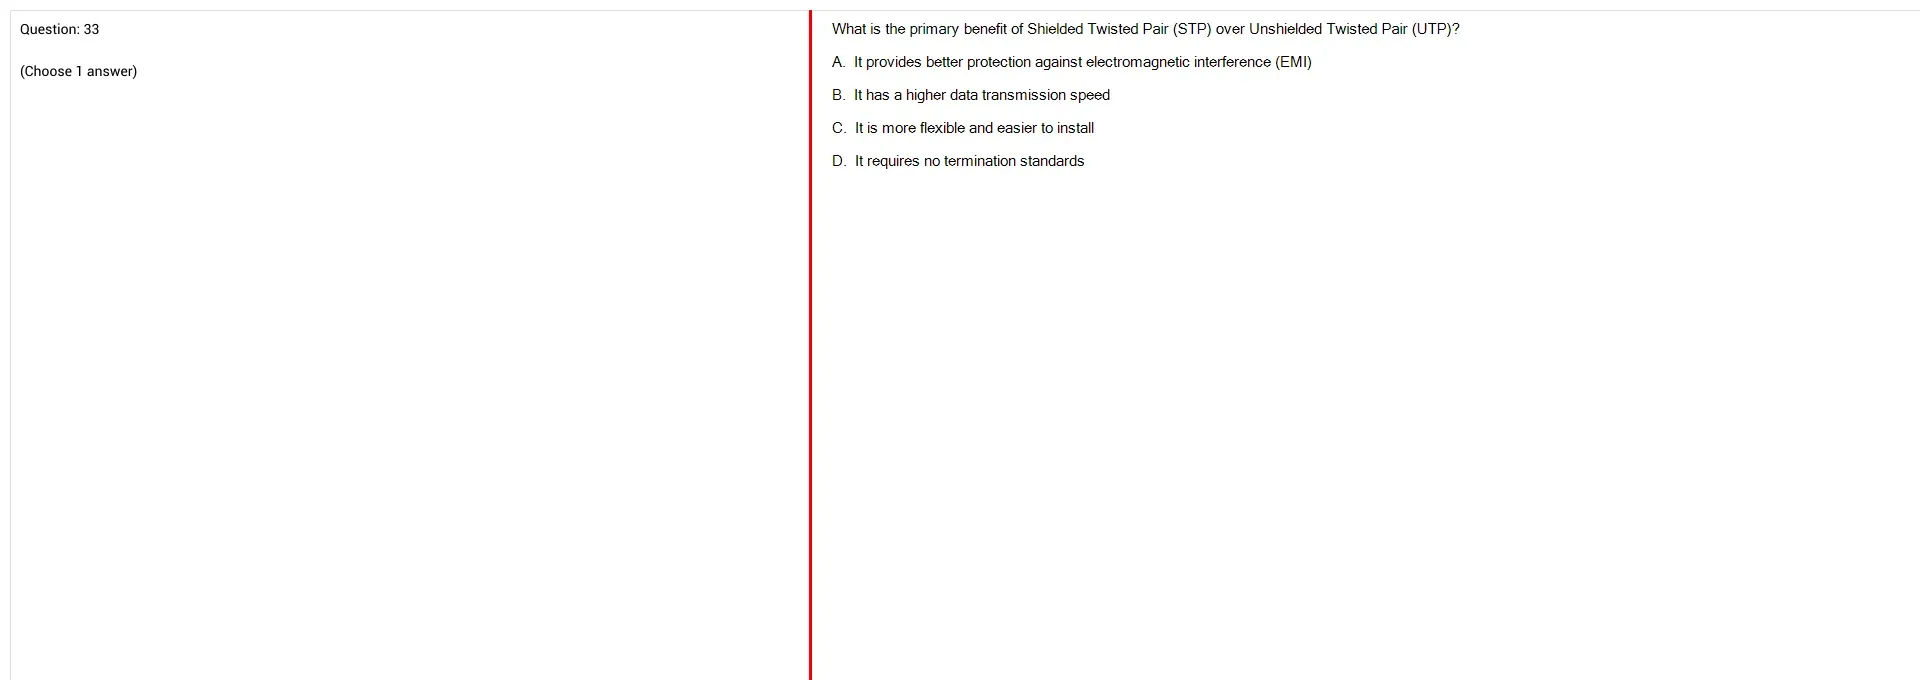 Question: 33
(Choose 1 answer)
What is the primary benefit of Shielded Twisted Pair (STP) over Unshielded Twisted Pair (UTP)?
A. It provides better protection against electromagnetic interference (EMI)
B. It has a higher data transmission speed
C. It is more flexible and easier to install
D. It requires no termination standards